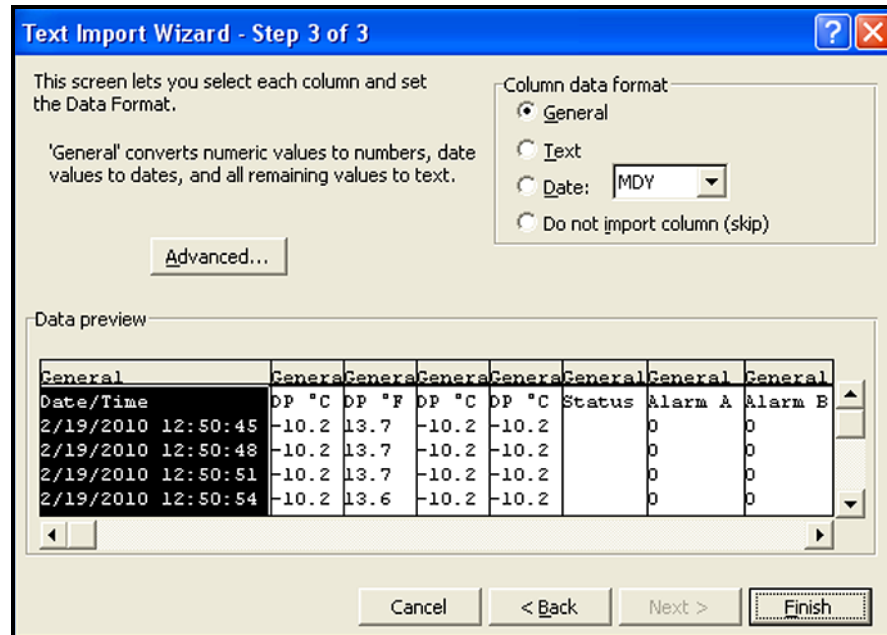 Text Import Wizard - Step 3 of 3
This screen lets you select each column and set
the Data Format.
'General' converts numeric values to numbers, date
values to dates, and all remaining values to text.
Advanced...
Column data format
General
Text
Date: MDY
Do not import column (skip)
Data preview
General Genera Genera Genera Genera General General General
Date/Time DP °C DP °F DP °C DP °C Status Alarm A Alarm B
2/19/2010 12:50:45 -10.2 13.7 -10.2 -10.2 0 0
2/19/2010 12:50:48 -10.2 13.7 -10.2 -10.2 0 0
2/19/2010 12:50:51 -10.2 13.7 -10.2 -10.2 0 0
2/19/2010 12:50:54 -10.2 13.6 -10.2 -10.2 0 0
Cancel < Back Next > Finish